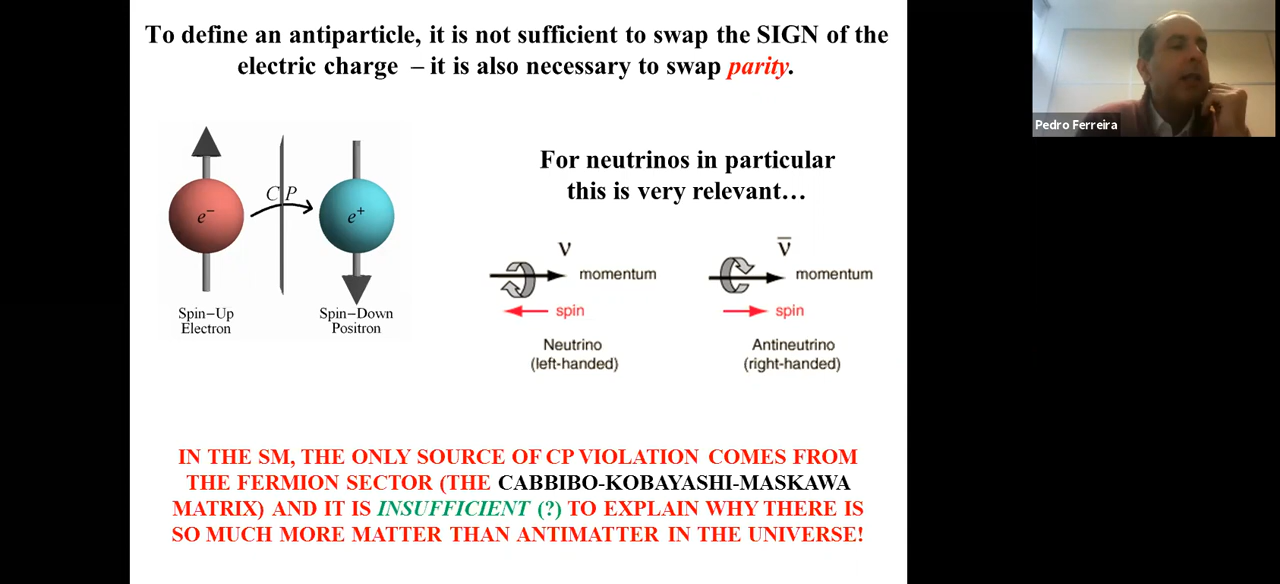 To define an antiparticle, it is not sufficient to swap the SIGN of the
electric charge – it is also necessary to swap parity.
Pedro Ferreira
For neutrinos in particular
this is very relevant…
C P
e⁻
e⁺
Spin–Up
Electron
Spin–Down
Positron
ν
momentum
spin
Neutrino
(left-handed)
ν̅
momentum
spin
Antineutrino
(right-handed)
IN THE SM, THE ONLY SOURCE OF CP VIOLATION COMES FROM
THE FERMION SECTOR (THE CABBIBO-KOBAYASHI-MASKAWA
MATRIX) AND IT IS INSUFFICIENT (?) TO EXPLAIN WHY THERE IS
SO MUCH MORE MATTER THAN ANTIMATTER IN THE UNIVERSE!